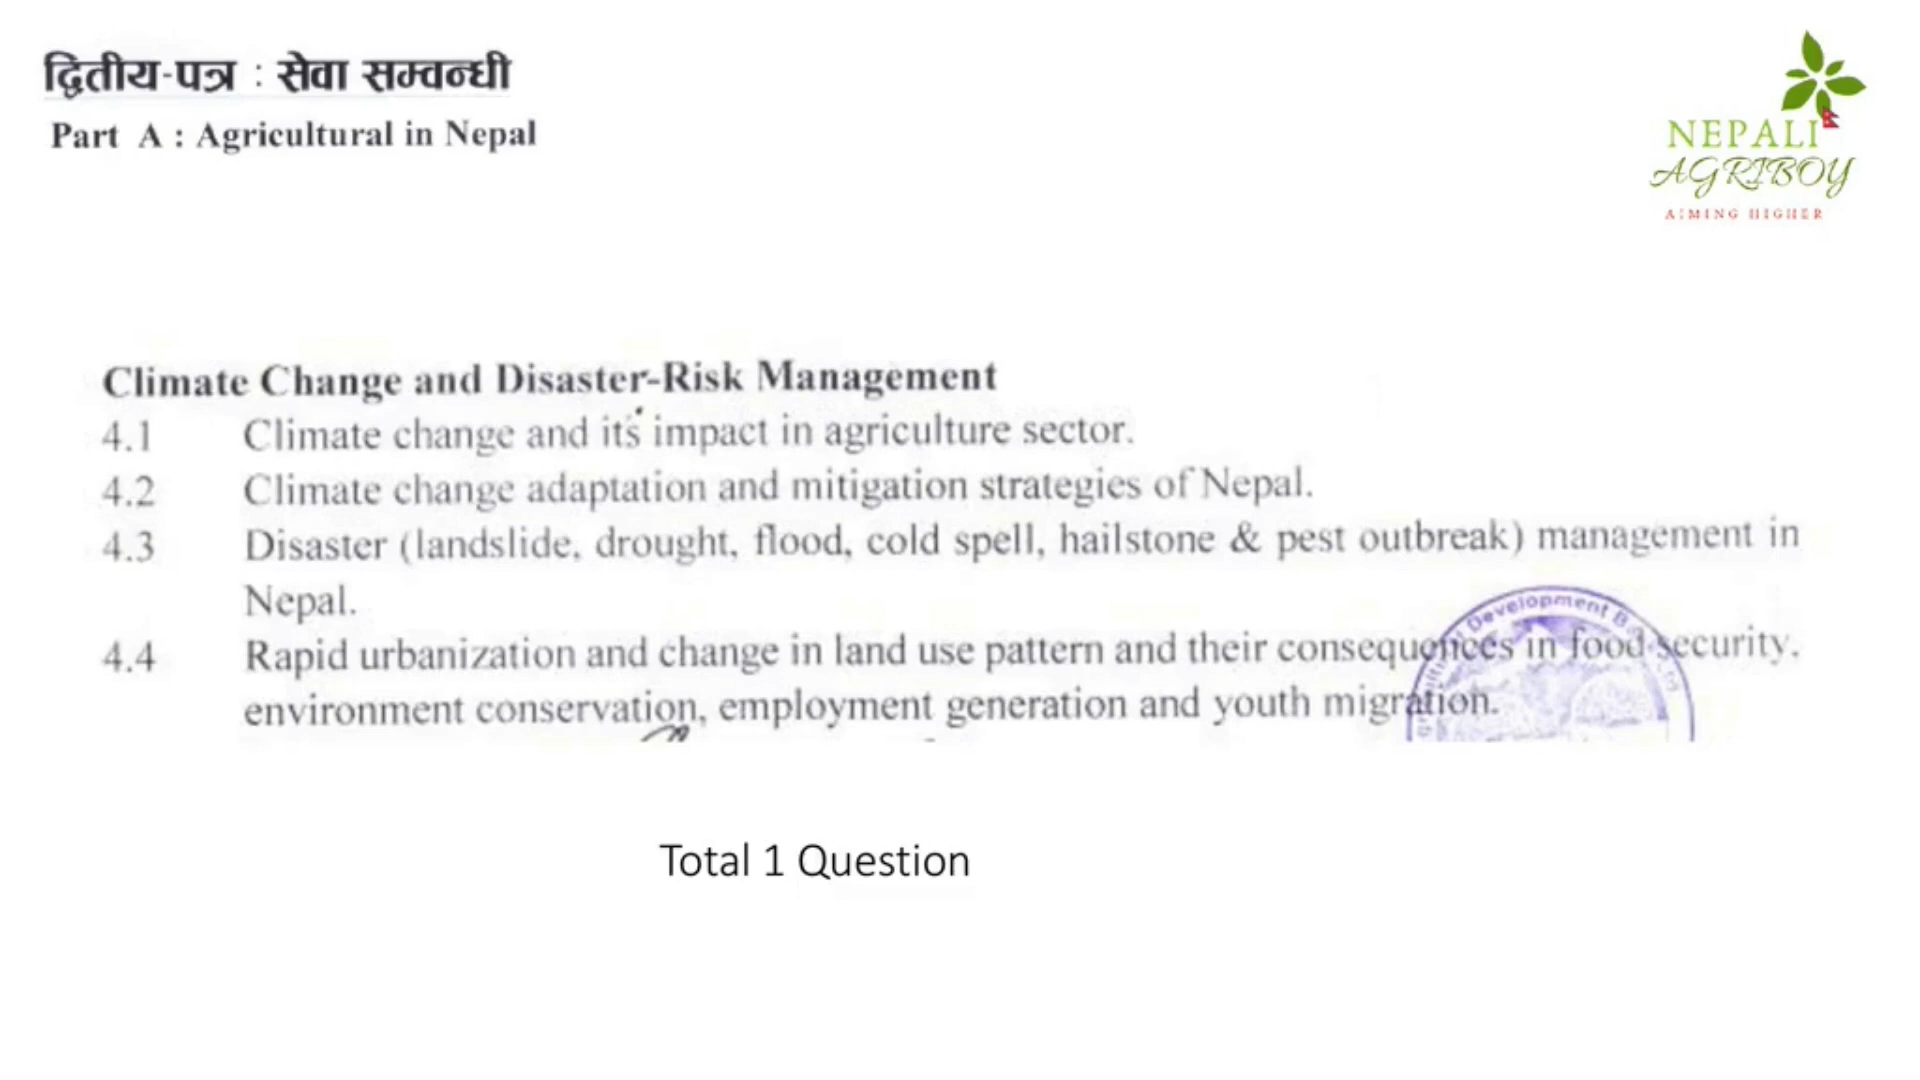 द्वितीय-पत्र : सेवा सम्वन्धी
Part A : Agricultural in Nepal
NEPALI
AGRIBOY
AIMING HIGHER
Climate Change and Disaster-Risk Management
4.1 Climate change and its impact in agriculture sector.
4.2 Climate change adaptation and mitigation strategies of Nepal.
4.3 Disaster (landslide, drought, flood, cold spell, hailstone & pest outbreak) management in
Nepal.
4.4 Rapid urbanization and change in land use pattern and their consequences in food security,
environment conservation, employment generation and youth migration.
Development
Total 1 Question